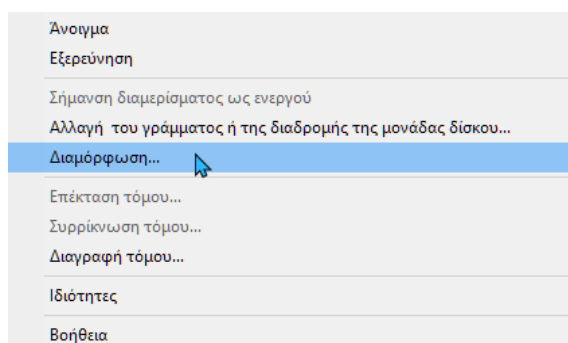 Άνοιγμα
Εξερεύνηση
Σήμανση διαμερίσματος ως ενεργού
Αλλαγή του γράμματος ή της διαδρομής της μονάδας δίσκου...
Διαμόρφωση...
Επέκταση τόμου...
Συρρίκνωση τόμου...
Διαγραφή τόμου...
Ιδιότητες
Βοήθεια